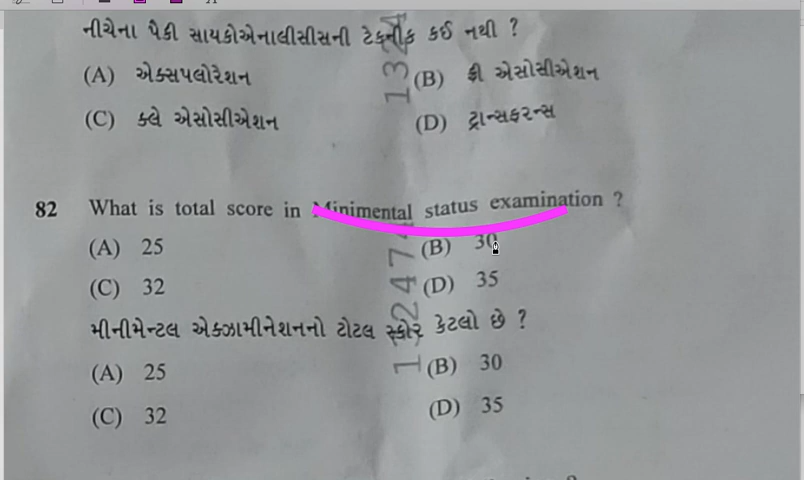 નીચેના પૈકી સાયકોએનાલીસીસની ટેકનીક કઈ નથી ?
(A) એક્સપલોરેશન (B) ફ્રી એસોસીએશન
(C) ક્લે એસોસીએશન (D) ટ્રાન્સફરન્સ
82 What is total score in Minimental status examination ?
(A) 25 (B) 30
(C) 32 (D) 35
મીનીમેન્ટલ એક્ઝામીનેશનનો ટોટલ સ્કોર કેટલો છે ?
(A) 25 (B) 30
(C) 32 (D) 35